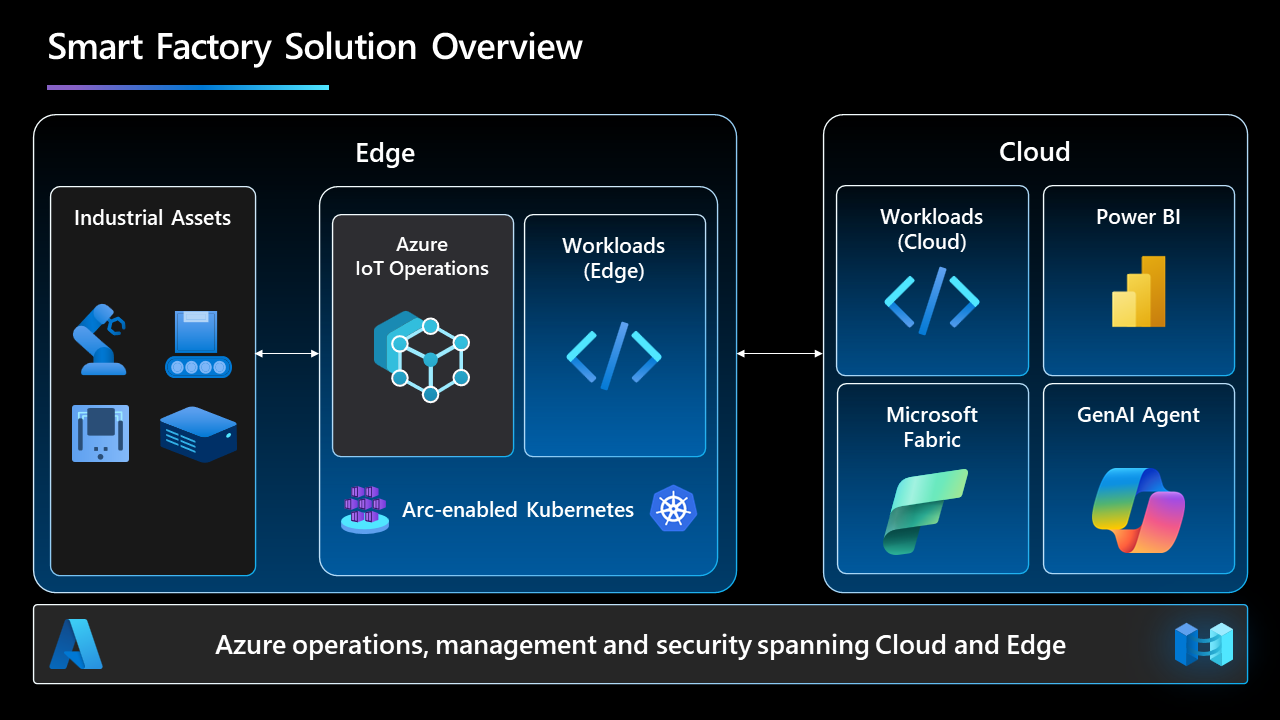 Smart Factory Solution Overview
Edge
Industrial Assets
Azure
IoT Operations
Workloads
(Edge)
Arc-enabled Kubernetes
Cloud
Workloads
(Cloud)
Power BI
Microsoft
Fabric
GenAI Agent
Azure operations, management and security spanning Cloud and Edge